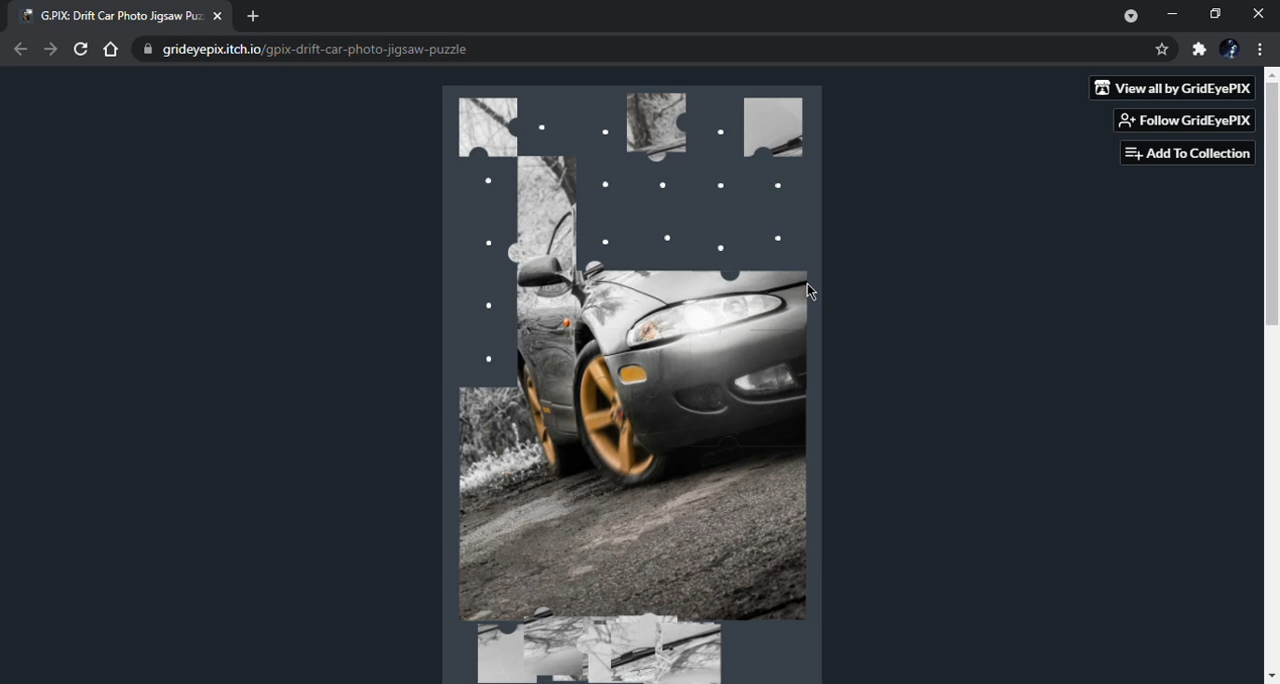 G.PIX: Drift Car Photo Jigsaw Puz
grideyepix.itch.io/gpix-drift-car-photo-jigsaw-puzzle
View all by GridEyePIX
Follow GridEyePIX
Add To Collection